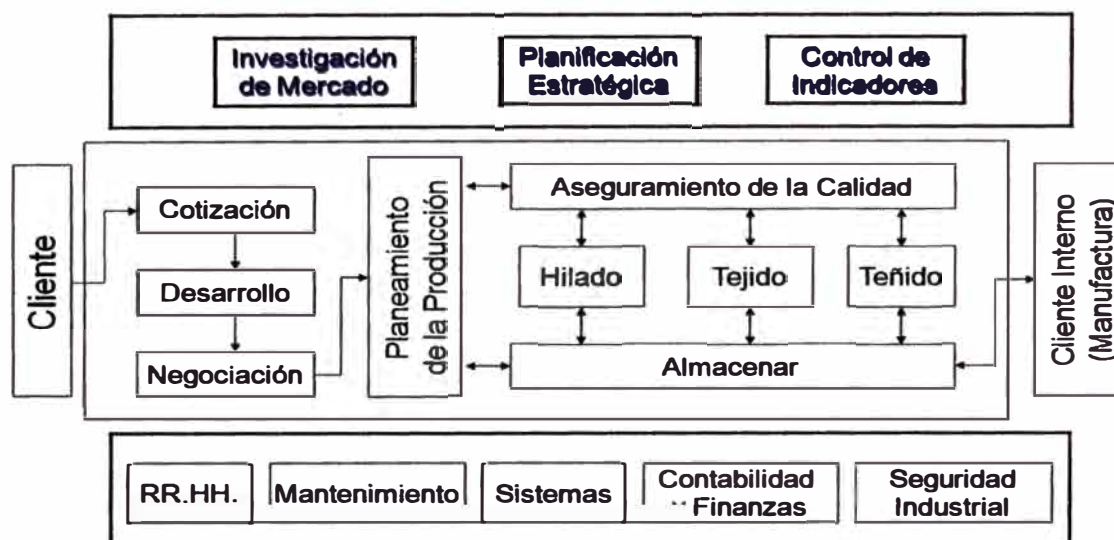 Investigación
de Mercado
Planificación
Estratégica
Control de
Indicadores
Cliente
Cotización
Desarrollo
Negociación
Planeamiento
de la Producción
Aseguramiento de la Calidad
Hilado
Tejido
Teñido
Almacenar
Cliente Interno
(Manufactura)
RR.HH.
Mantenimiento
Sistemas
Contabilidad
Finanzas
Seguridad
Industrial